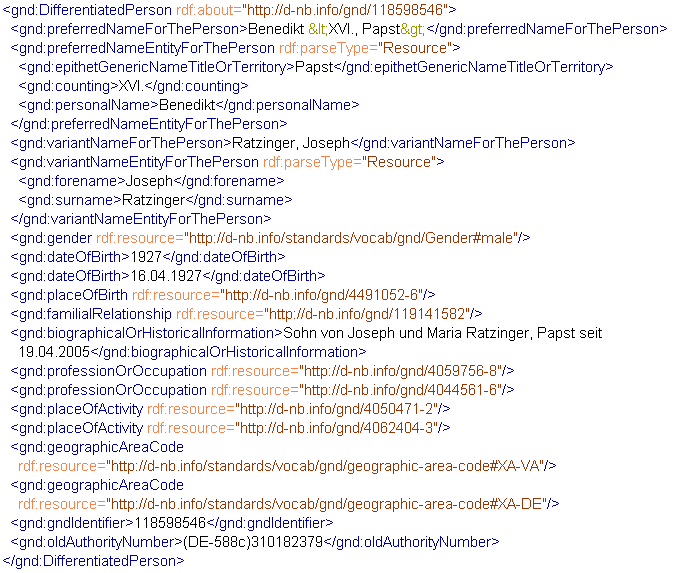 <gnd:DifferentiatedPerson rdf:about="http://d-nb.info/gnd/118598546">
<gnd:preferredNameForThePerson>Benedikt &lt;XVI., Papst&gt;</gnd:preferredNameForThePerson>
<gnd:preferredNameEntityForThePerson rdf:parseType="Resource">
<gnd:epithetGenericNameTitleOrTerritory>Papst</gnd:epithetGenericNameTitleOrTerritory>
<gnd:counting>XVI.</gnd:counting>
<gnd:personalName>Benedikt</gnd:personalName>
</gnd:preferredNameEntityForThePerson>
<gnd:variantNameForThePerson>Ratzinger, Joseph</gnd:variantNameForThePerson>
<gnd:variantNameEntityForThePerson rdf:parseType="Resource">
<gnd:forename>Joseph</gnd:forename>
<gnd:surname>Ratzinger</gnd:surname>
</gnd:variantNameEntityForThePerson>
<gnd:gender rdf:resource="http://d-nb.info/standards/vocab/gnd/Gender#male"/>
<gnd:dateOfBirth>1927</gnd:dateOfBirth>
<gnd:dateOfBirth>16.04.1927</gnd:dateOfBirth>
<gnd:placeOfBirth rdf:resource="http://d-nb.info/gnd/4491052-6"/>
<gnd:familialRelationship rdf:resource="http://d-nb.info/gnd/119141582"/>
<gnd:biographicalOrHistoricalInformation>Sohn von Joseph und Maria Ratzinger, Papst seit
19.04.2005</gnd:biographicalOrHistoricalInformation>
<gnd:professionOrOccupation rdf:resource="http://d-nb.info/gnd/4059756-8"/>
<gnd:professionOrOccupation rdf:resource="http://d-nb.info/gnd/4044561-6"/>
<gnd:placeOfActivity rdf:resource="http://d-nb.info/gnd/4050471-2"/>
<gnd:placeOfActivity rdf:resource="http://d-nb.info/gnd/4062404-3"/>
<gnd:geographicAreaCode
rdf:resource="http://d-nb.info/standards/vocab/gnd/geographic-area-code#XA-VA"/>
<gnd:geographicAreaCode
rdf:resource="http://d-nb.info/standards/vocab/gnd/geographic-area-code#XA-DE"/>
<gnd:gndIdentifier>118598546</gnd:gndIdentifier>
<gnd:oldAuthorityNumber>(DE-588c)310182379</gnd:oldAuthorityNumber>
</gnd:DifferentiatedPerson>